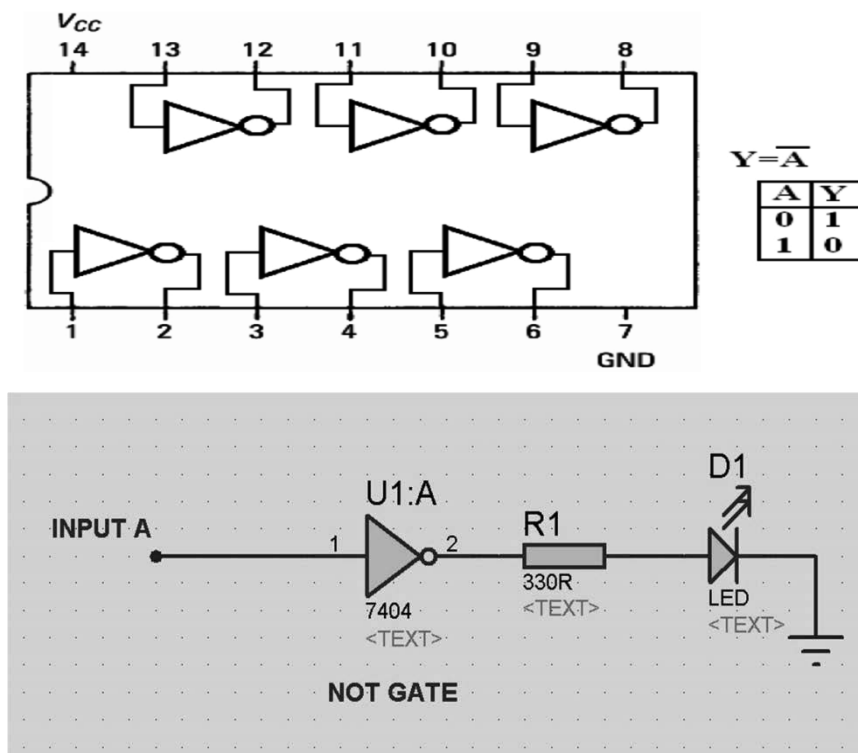 VCC
14 13 12 11 10 9 8
1 2 3 4 5 6 7
GND
Y=A̅
A Y
0 1
1 0
D1
U1:A
R1
INPUT A
1 2
330R
<TEXT>
7404
<TEXT>
LED
<TEXT>
NOT GATE